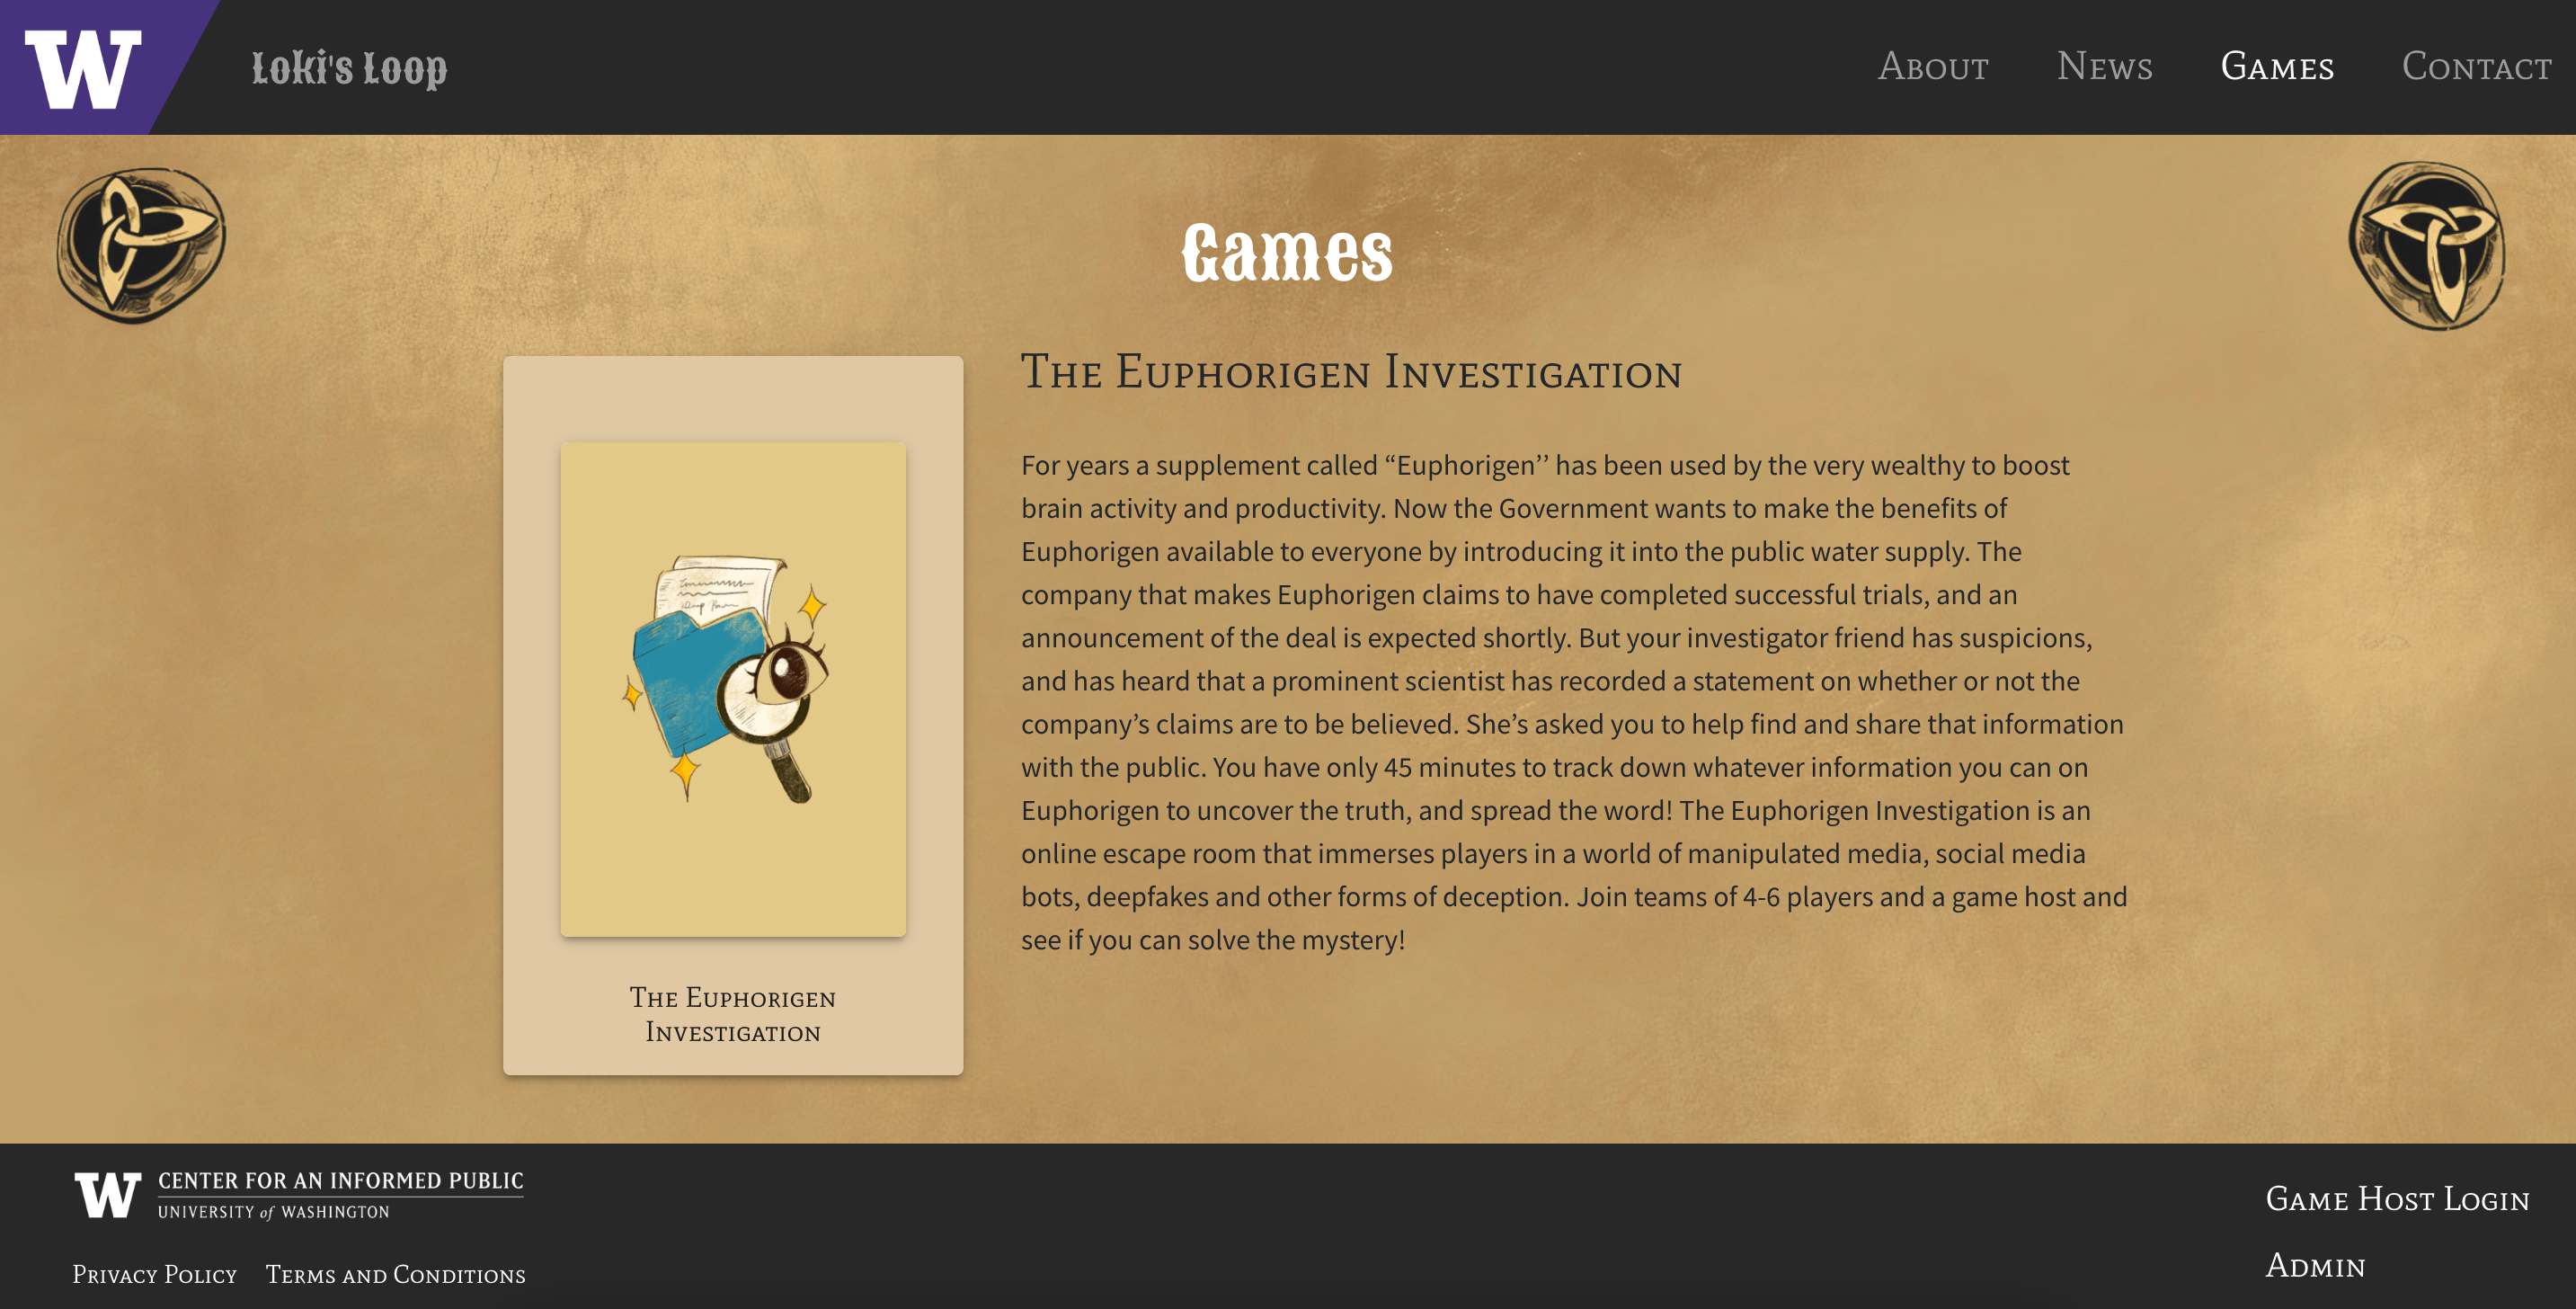 W
Loki's Loop
About
News
Games
Contact
Games
The Euphorigen Investigation
For years a supplement called “Euphorigen’’ has been used by the very wealthy to boost
brain activity and productivity. Now the Government wants to make the benefits of
Euphorigen available to everyone by introducing it into the public water supply. The
company that makes Euphorigen claims to have completed successful trials, and an
announcement of the deal is expected shortly. But your investigator friend has suspicions,
and has heard that a prominent scientist has recorded a statement on whether or not the
company’s claims are to be believed. She’s asked you to help find and share that information
with the public. You have only 45 minutes to track down whatever information you can on
Euphorigen to uncover the truth, and spread the word! The Euphorigen Investigation is an
online escape room that immerses players in a world of manipulated media, social media
bots, deepfakes and other forms of deception. Join teams of 4-6 players and a game host and
see if you can solve the mystery!
The Euphorigen
Investigation
W CENTER FOR AN INFORMED PUBLIC
UNIVERSITY of WASHINGTON
Privacy Policy
Terms and Conditions
Game Host Login
Admin